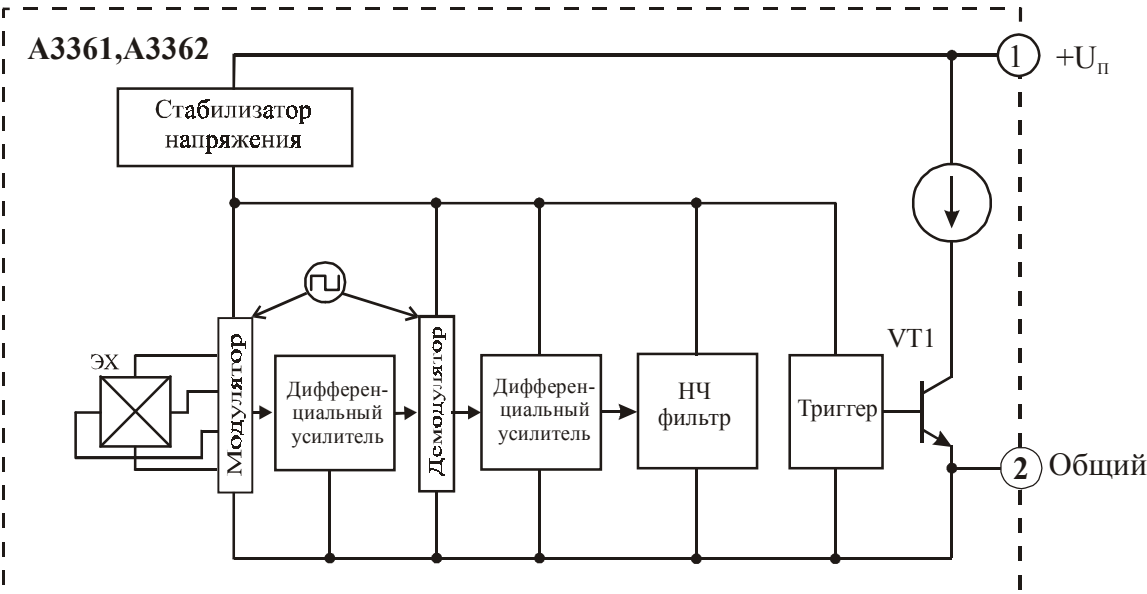 А3361,А3362
1
+UП
Стабилизатор
напряжения
ЭХ
Модулятор
Дифферен-
циальный
усилитель
Демодулятор
Дифферен-
циальный
усилитель
НЧ
фильтр
Триггер
VT1
2
Общий